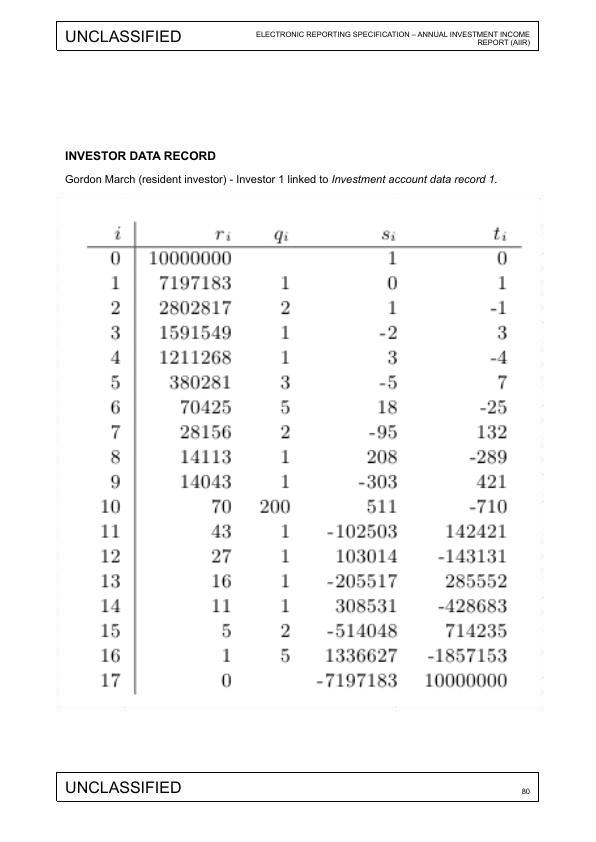 UNCLASSIFIED
ELECTRONIC REPORTING SPECIFICATION – ANNUAL INVESTMENT INCOME
REPORT (AIIR)
INVESTOR DATA RECORD
Gordon March (resident investor) - Investor 1 linked to Investment account data record 1.
i r_i q_i s_i t_i
0 10000000 1 0
1 7197183 1 0 1
2 2802817 2 1 -1
3 1591549 1 -2 3
4 1211268 1 3 -4
5 380281 3 -5 7
6 70425 5 18 -25
7 28156 2 -95 132
8 14113 1 208 -289
9 14043 1 -303 421
10 70 200 511 -710
11 43 1 -102503 142421
12 27 1 103014 -143131
13 16 1 -205517 285552
14 11 1 308531 -428683
15 5 2 -514048 714235
16 1 5 1336627 -1857153
17 0 -7197183 10000000
UNCLASSIFIED
80